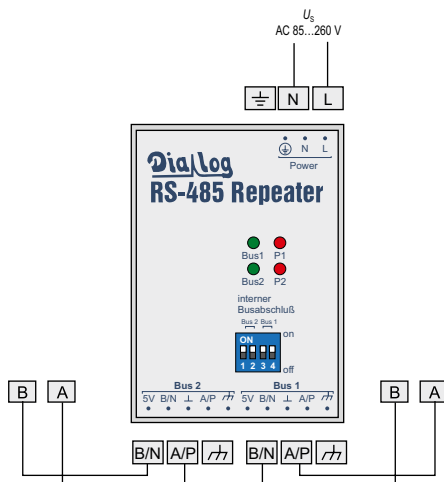 US
AC 85...260 V
N L
N L
Power
Dialog
RS-485 Repeater
Bus1 P1
Bus2 P2
interner
Busabschluß
Bus 2 Bus 1
on
ON
1 2 3 4
off
B A
B A
Bus 2 Bus 1
5V B/N ⊥ A/P 5V B/N ⊥ A/P
B/N A/P B/N A/P